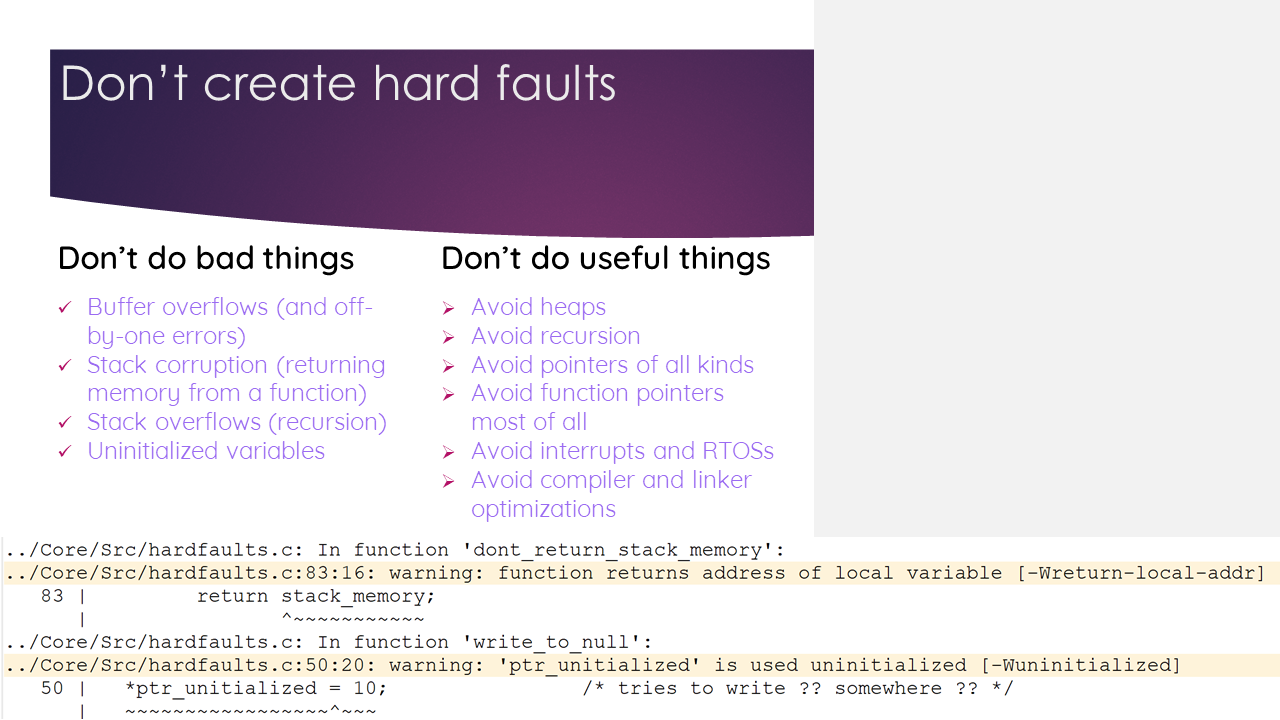 Don’t create hard faults
Don’t do bad things
Buffer overflows (and off-
by-one errors)
Stack corruption (returning
memory from a function)
Stack overflows (recursion)
Uninitialized variables
Don’t do useful things
Avoid heaps
Avoid recursion
Avoid pointers of all kinds
Avoid function pointers
most of all
Avoid interrupts and RTOSs
Avoid compiler and linker
optimizations
../Core/Src/hardfaults.c: In function 'dont_return_stack_memory':
../Core/Src/hardfaults.c:83:16: warning: function returns address of local variable [-Wreturn-local-addr]
   83 |         return stack_memory;
      |                ^~~~~~~~~~~~
../Core/Src/hardfaults.c: In function 'write_to_null':
../Core/Src/hardfaults.c:50:20: warning: 'ptr_unitialized' is used uninitialized [-Wuninitialized]
   50 |   *ptr_unitialized = 10;                /* tries to write ?? somewhere ?? */
      |   ~~~~~~~~~~~~~~~~~^~~~